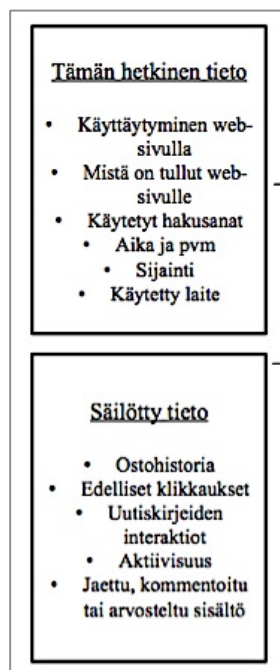 Tämän hetkinen tieto
• Käyttäytyminen web-
sivulla
• Mistä on tullut web-
sivulle
• Käytetyt hakusanat
• Aika ja pvm
• Sijainti
• Käytetty laite
Säilötty tieto
• Ostohistoria
• Edelliset klikkaukset
• Uutiskirjeiden
interaktiot
• Aktiivisuus
• Jaettu, kommentoitu
tai arvosteltu sisältö